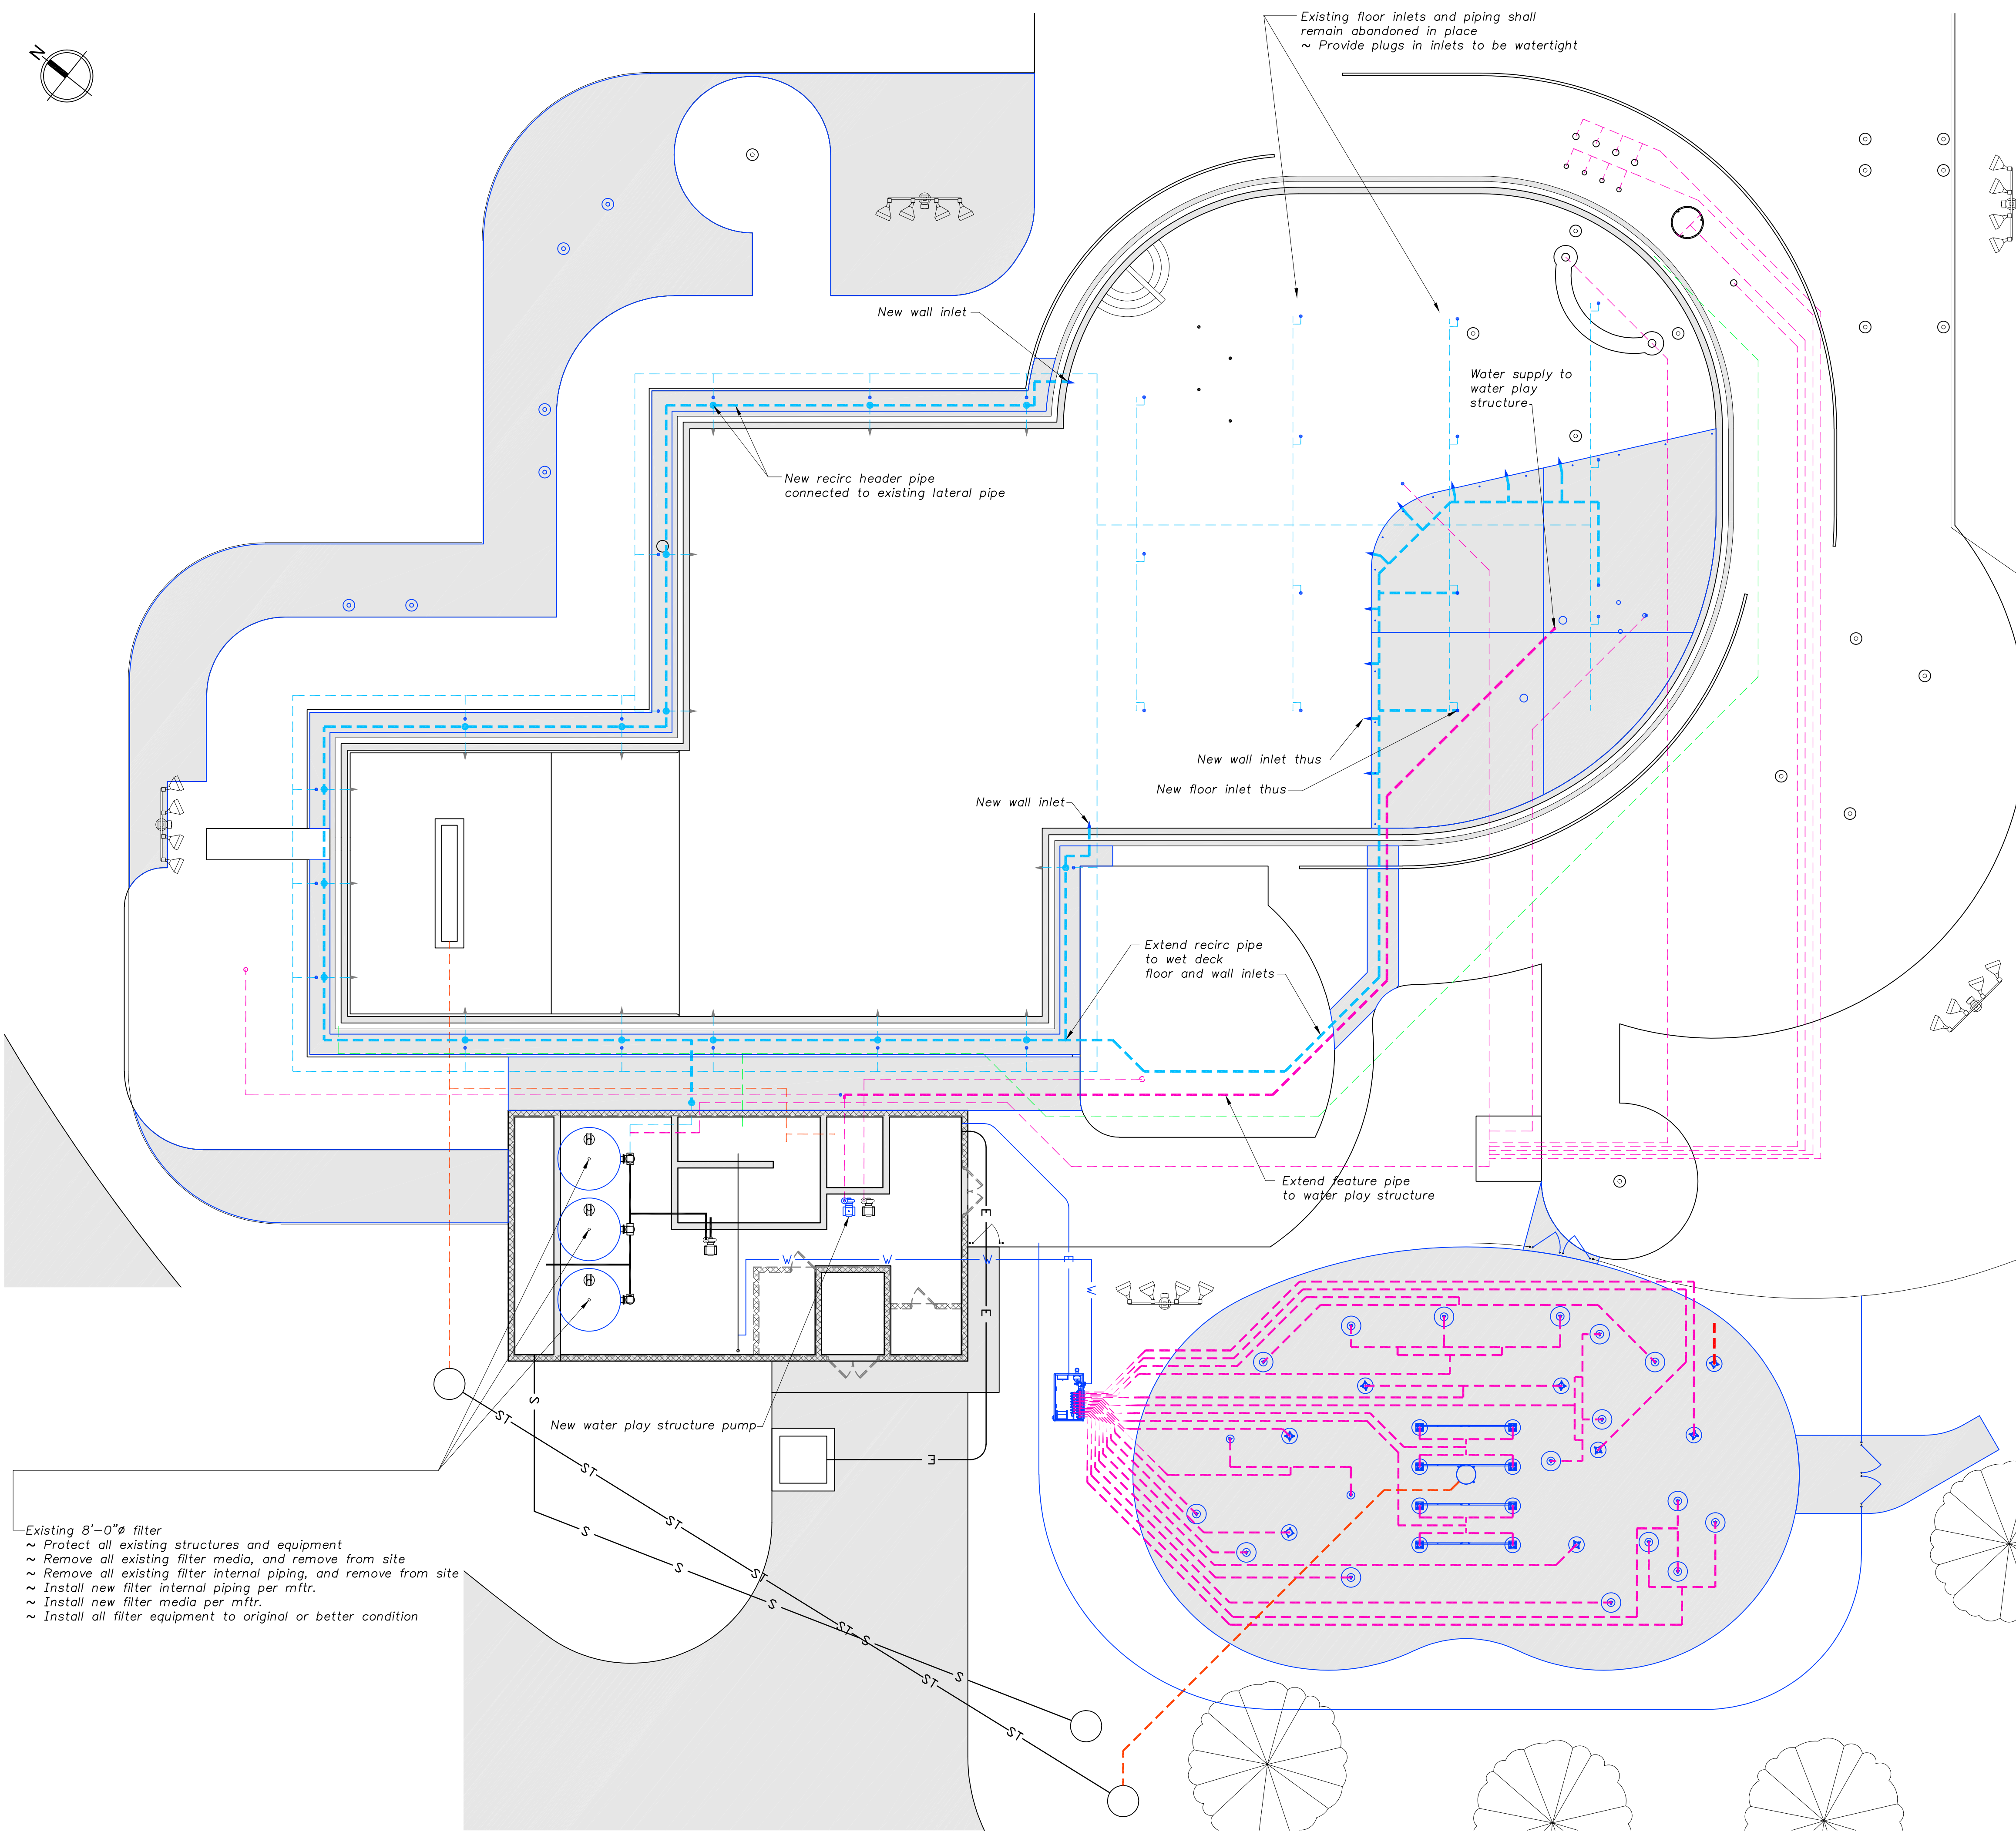 N
Existing floor inlets and piping shall
remain abandoned in place
~ Provide plugs in inlets to be watertight
New wall inlet
Water supply to
water play
structure
New recirc header pipe
connected to existing lateral pipe
New wall inlet thus
New floor inlet thus
New wall inlet
Extend recirc pipe
to wet deck
floor and wall inlets
Extend feature pipe
to water play structure
E
E
W
W
W
W
E
New water play structure pump
S
ST
E
ST
S
ST
S
ST
S
S
ST
ST
Existing 8'-0"ø filter
~ Protect all existing structures and equipment
~ Remove all existing filter media, and remove from site
~ Remove all existing filter internal piping, and remove from site
~ Install new filter internal piping per mftr.
~ Install new filter media per mftr.
~ Install all filter equipment to original or better condition